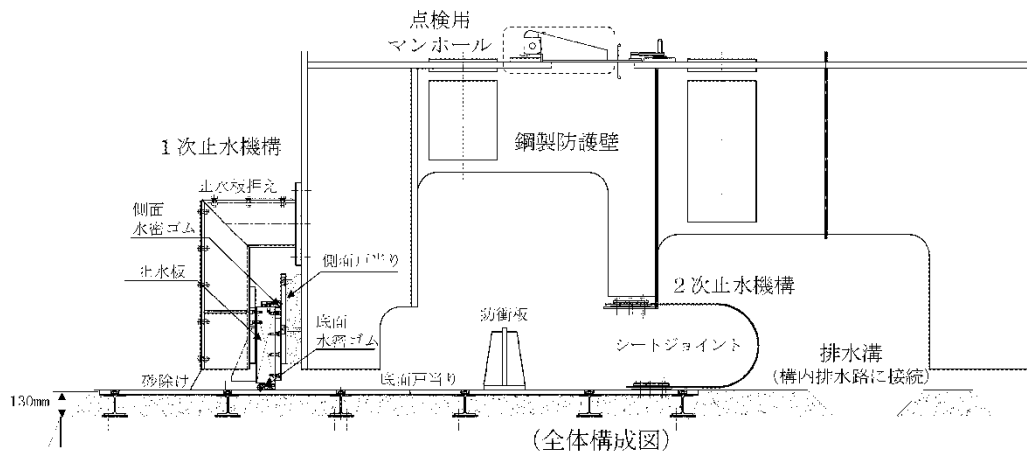 点検用
マンホール
鋼製防護壁
1次止水機構
止水板押え
側面
水密ゴム
側面戸当り
止水板
2次止水機構
底面
水密ゴム
防衝板
シートジョイント
排水溝
(構内排水路に接続)
砂除け
底面戸当り
130mm
(全体構成図)